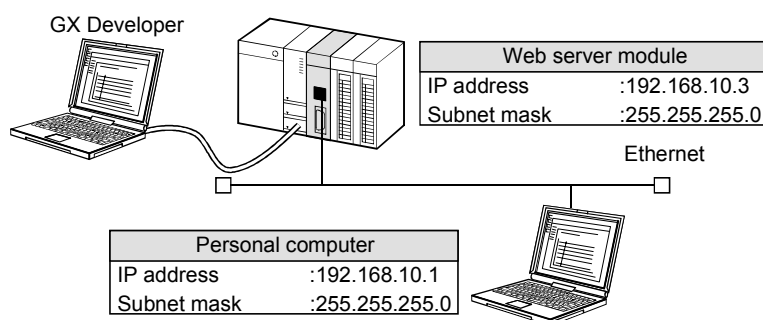 GX Developer
Web server module
IP address :192.168.10.3
Subnet mask :255.255.255.0
Ethernet
Personal computer
IP address :192.168.10.1
Subnet mask :255.255.255.0